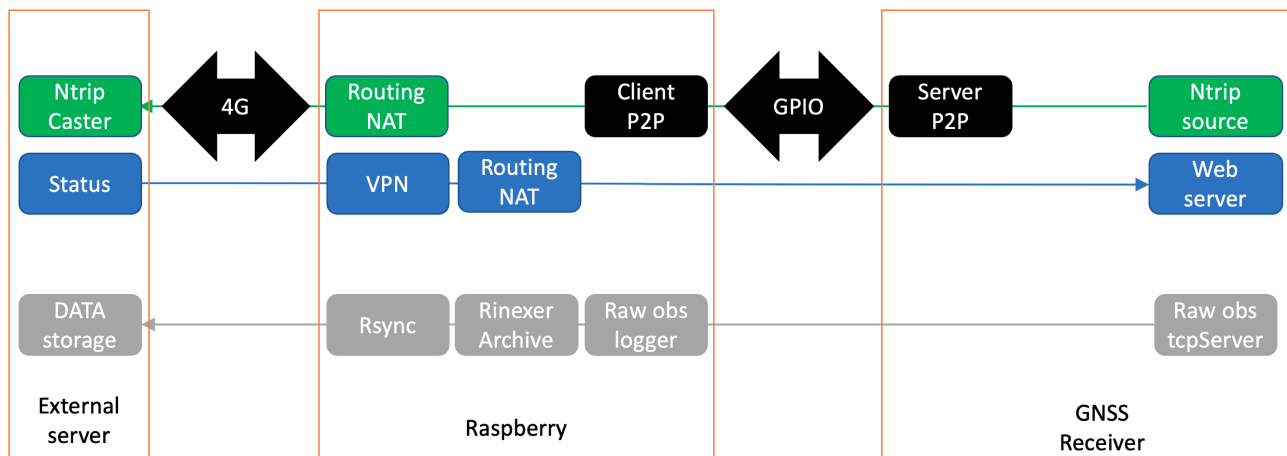 Ntrip
Caster
4G
Routing
NAT
Client
P2P
GPIO
Server
P2P
Ntrip
source
Status
VPN
Routing
NAT
Web
server
DATA
storage
Rsync
Rinexer
Archive
Raw obs
logger
Raw obs
tcpServer
External
server
Raspberry
GNSS
Receiver